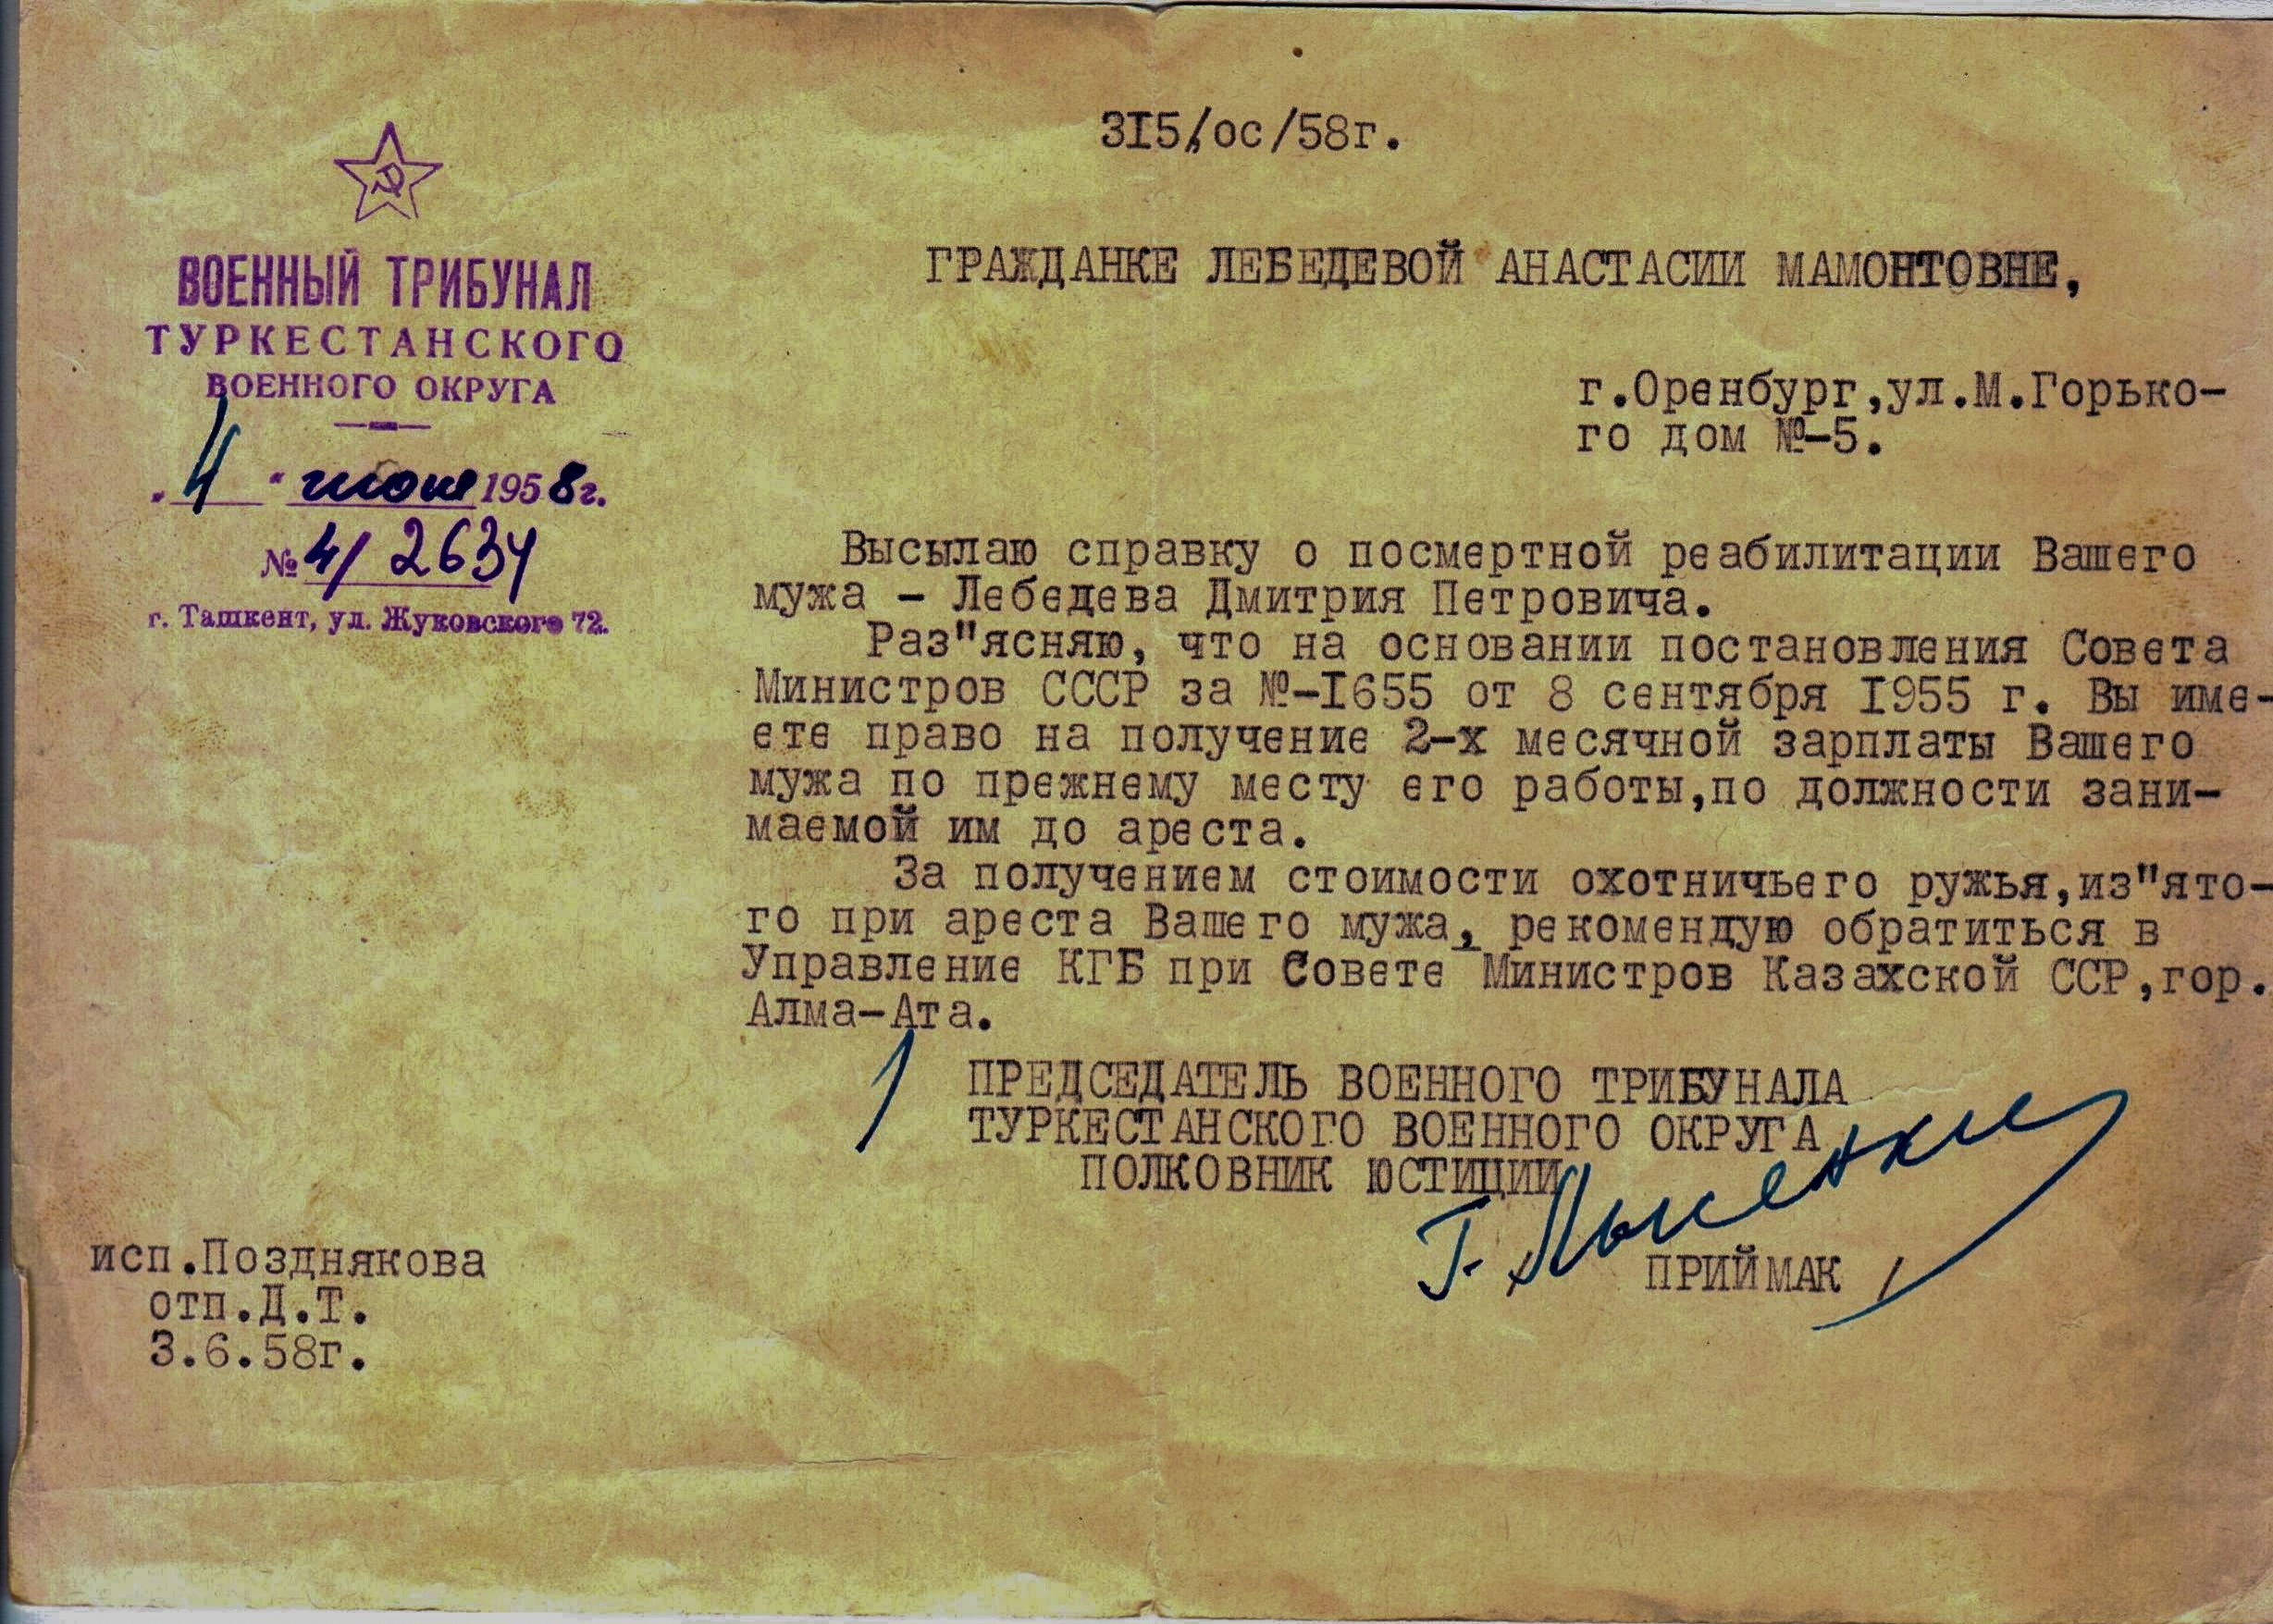 315/ос/58г.
ВОЕННЫЙ ТРИБУНАЛ
ТУРКЕСТАНСКОГО
ВОЕННОГО ОКРУГА
"4" июня 1958г.
№ 4/2634
г. Ташкент, ул. Жуковского 72.
ГРАЖДАНКЕ ЛЕБЕДЕВОЙ АНАСТАСИИ МАМОНТОВНЕ,
г.Оренбург,ул.М.Горько-
го дом №-5.
Высылаю справку о посмертной реабилитации Вашего
мужа - Лебедева Дмитрия Петровича.
Раз"ясняю, что на основании постановления Совета
Министров СССР за №-I655 от 8 сентября I955 г. Вы име-
ете право на получение 2-х месячной зарплаты Вашего
мужа по прежнему месту его работы,по должности зани-
маемой им до ареста.
За получением стоимости охотничьего ружья,из"ято-
го при ареста Вашего мужа, рекомендую обратиться в
Управление КГБ при Совете Министров Казахской ССР,гор.
Алма-Ата.
ПРЕДСЕДАТЕЛЬ ВОЕННОГО ТРИБУНАЛА
ТУРКЕСТАНСКОГО ВОЕННОГО ОКРУГА
ПОЛКОВНИК ЮСТИЦИИ
ПРИЙМАК
исп.Позднякова
отп.Д.Т.
3.6.58г.